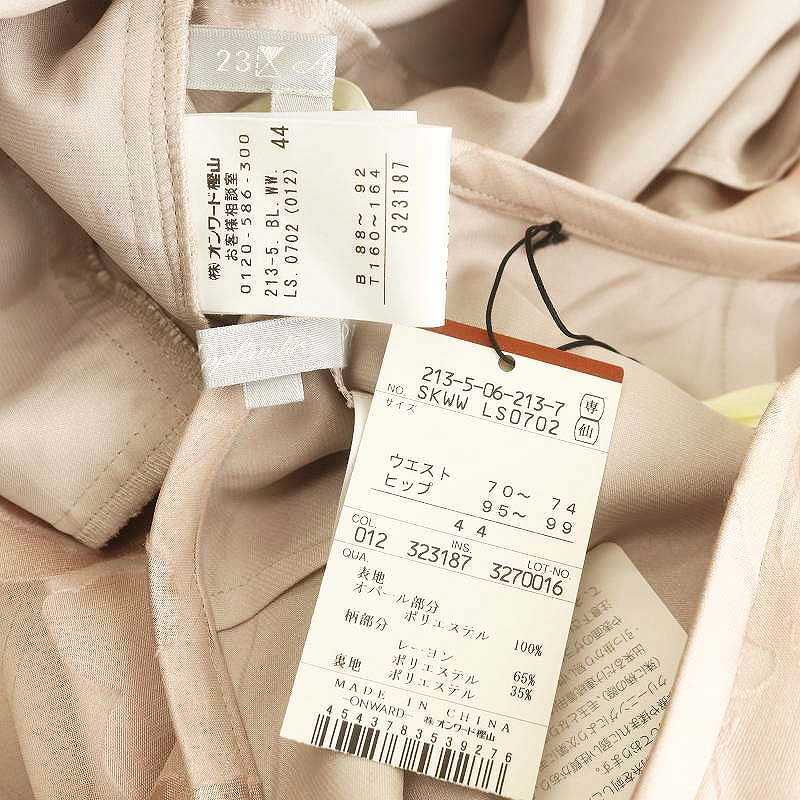 23
(株)オンワード樫山
お客様相談室
0120-586-300
213-5. BL. WW.
LS. 0702 (012)
44
B 88～ 92
T160～164
323187
213-5-06-213-7
NO. SKWW LS0702
サイズ
専
仙
ウエスト 70～ 74
ヒップ 95～ 99
44
COL. INS. LOT-NO.
012 323187 3270016
QUA.
表地
オパール部分
ポリエステル 100%
柄部分
レーヨン 65%
ポリエステル 35%
裏地
ポリエステル
MADE IN CHINA
ONWARD (株)オンワード樫山
4543783539276